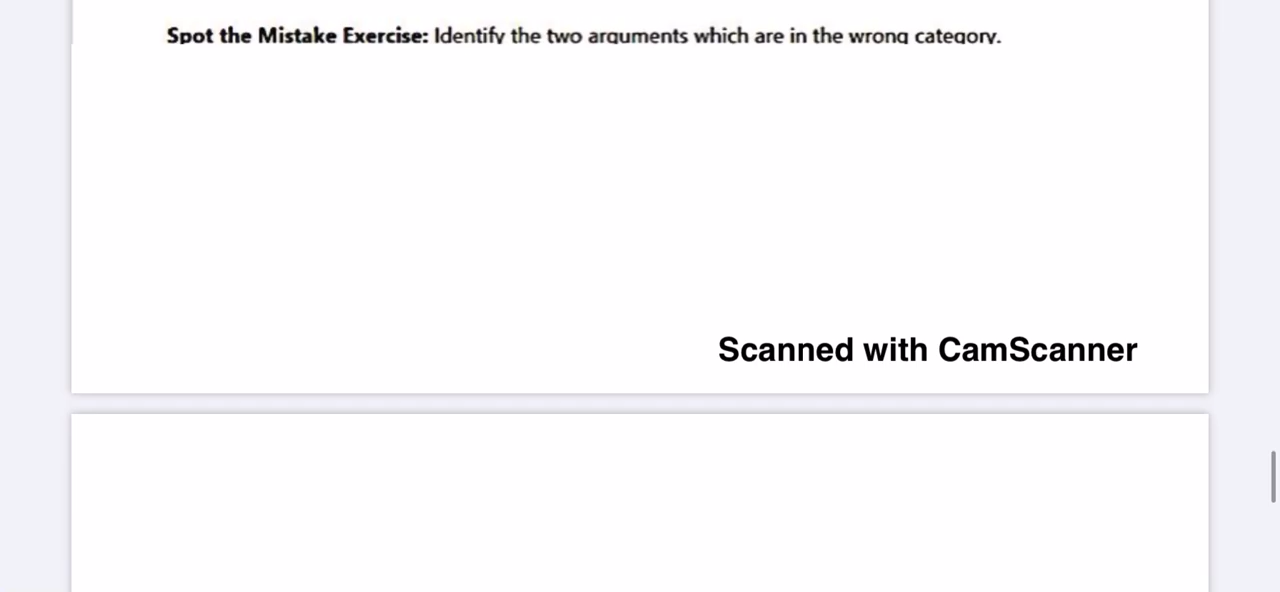 Spot the Mistake Exercise: Identify the two arguments which are in the wrong category.
Scanned with CamScanner